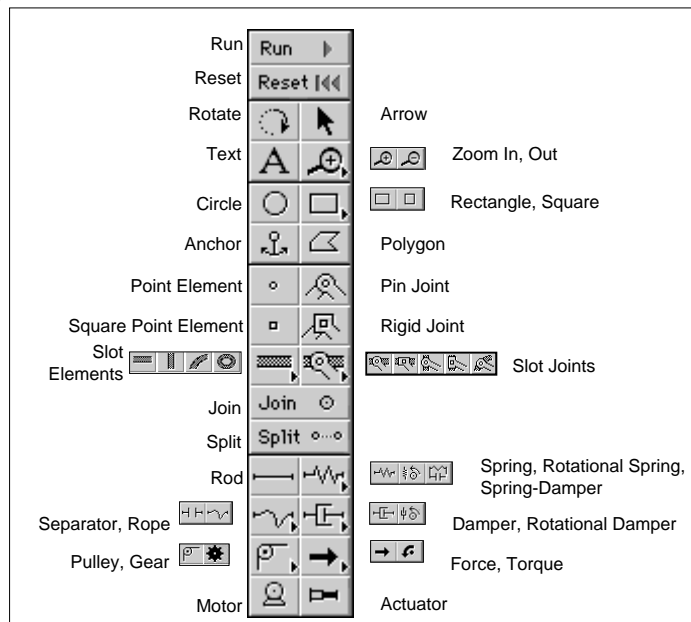 Run Run
Reset Reset
Rotate Arrow
Text A Zoom In, Out
Circle Rectangle, Square
Anchor Polygon
Point Element Pin Joint
Square Point Element Rigid Joint
Slot
Elements Slot Joints
Join Join
Split Split
Rod Spring, Rotational Spring,
Spring-Damper
Separator, Rope Damper, Rotational Damper
Pulley, Gear Force, Torque
Motor Actuator